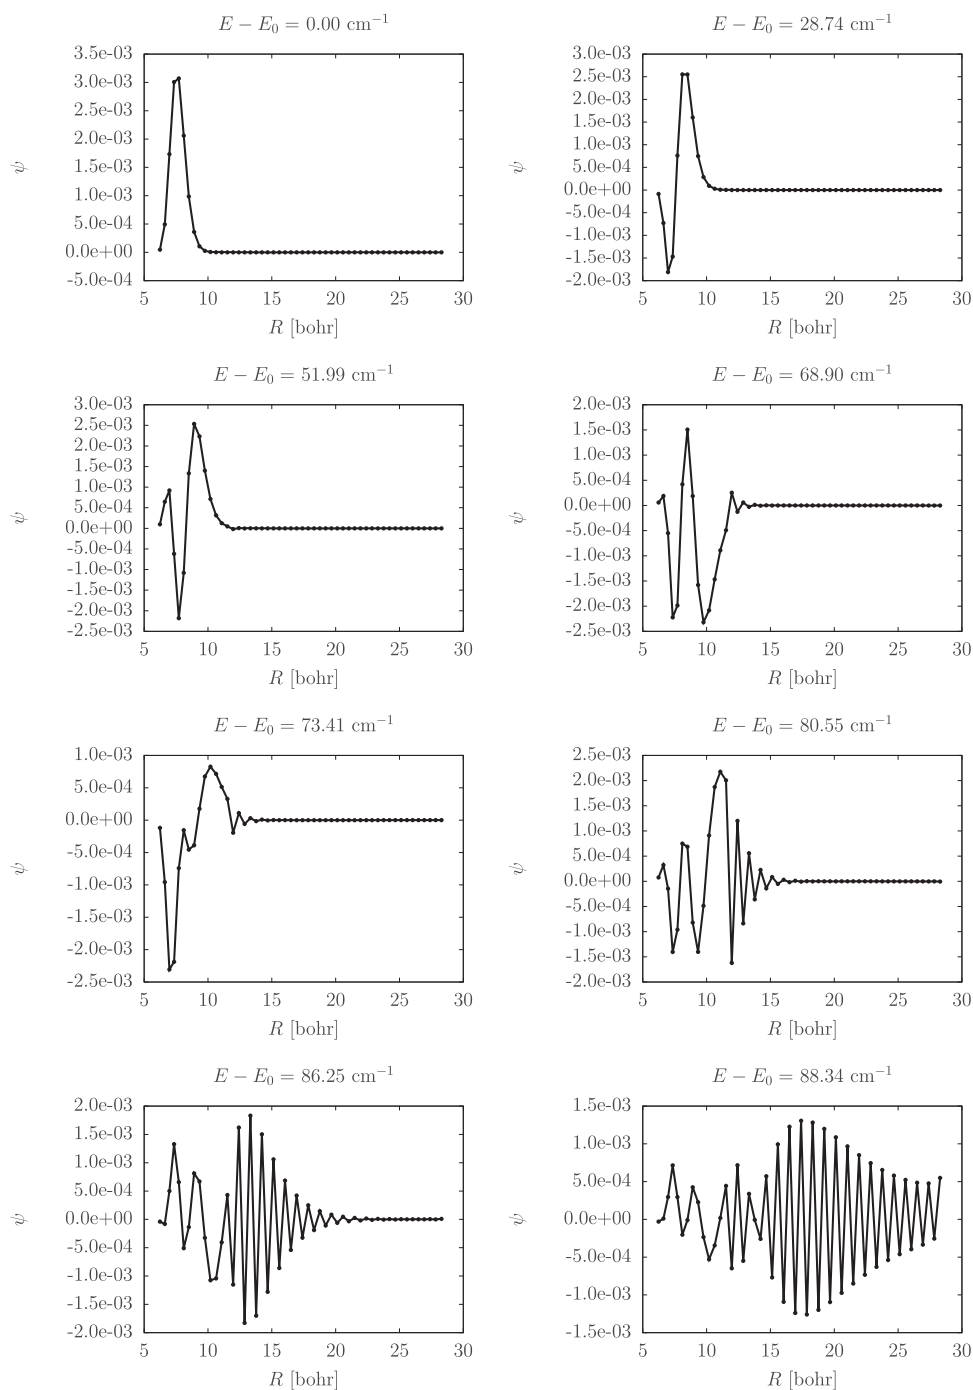 E − E₀ = 0.00 cm⁻¹
3.5e-03
3.0e-03
2.5e-03
2.0e-03
1.5e-03
1.0e-03
5.0e-04
0.0e+00
-5.0e-04
ψ
5 10 15 20 25 30
R [bohr]
E − E₀ = 28.74 cm⁻¹
3.0e-03
2.5e-03
2.0e-03
1.5e-03
1.0e-03
5.0e-04
0.0e+00
-5.0e-04
-1.0e-03
-1.5e-03
-2.0e-03
ψ
5 10 15 20 25 30
R [bohr]
E − E₀ = 51.99 cm⁻¹
3.0e-03
2.5e-03
2.0e-03
1.5e-03
1.0e-03
5.0e-04
0.0e+00
-5.0e-04
-1.0e-03
-1.5e-03
-2.0e-03
-2.5e-03
ψ
5 10 15 20 25 30
R [bohr]
E − E₀ = 68.90 cm⁻¹
2.0e-03
1.5e-03
1.0e-03
5.0e-04
0.0e+00
-5.0e-04
-1.0e-03
-1.5e-03
-2.0e-03
-2.5e-03
ψ
5 10 15 20 25 30
R [bohr]
E − E₀ = 73.41 cm⁻¹
1.0e-03
5.0e-04
0.0e+00
-5.0e-04
-1.0e-03
-1.5e-03
-2.0e-03
-2.5e-03
ψ
5 10 15 20 25 30
R [bohr]
E − E₀ = 80.55 cm⁻¹
2.5e-03
2.0e-03
1.5e-03
1.0e-03
5.0e-04
0.0e+00
-5.0e-04
-1.0e-03
-1.5e-03
-2.0e-03
ψ
5 10 15 20 25 30
R [bohr]
E − E₀ = 86.25 cm⁻¹
2.0e-03
1.5e-03
1.0e-03
5.0e-04
0.0e+00
-5.0e-04
-1.0e-03
-1.5e-03
-2.0e-03
ψ
5 10 15 20 25 30
R [bohr]
E − E₀ = 88.34 cm⁻¹
1.5e-03
1.0e-03
5.0e-04
0.0e+00
-5.0e-04
-1.0e-03
-1.5e-03
ψ
5 10 15 20 25 30
R [bohr]